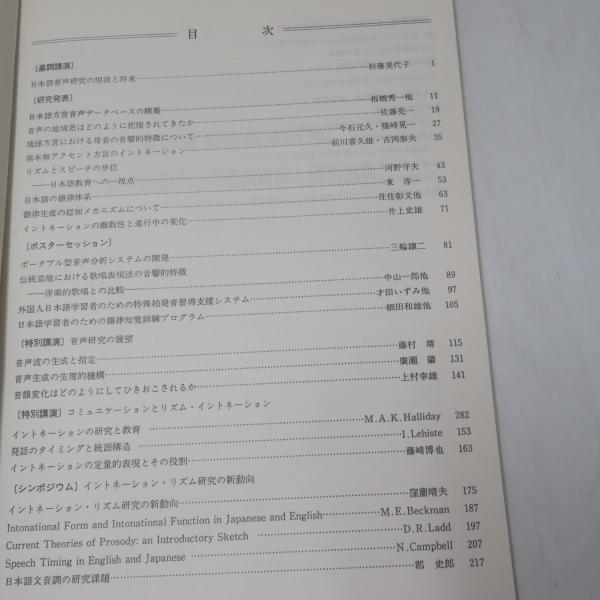 目次
〔基調講演〕
日本語音声研究の現状と将来……杉藤美代子 1
〔研究発表〕
日本語方言音声データベースの構築……板橋秀一他 11
音声の地域差はどのように把握されてきたか……佐藤亮一 19
琉球方言における母音の音響的特徴について……今石元久・篠崎晃一 27
熊本無アクセント方言のイントネーション……前川喜久雄・吉岡泰夫 35
リズムとスピーチの単位
――日本語教育への一視点……河野守夫 43
日本語の韻律体系……東 淳一 53
韻律生成の認知メカニズムについて……住住彰文他 63
イントネーションの離散性と進行中の変化……井上史雄 71
〔ポスターセッション〕
ポータブル型音声分析システムの開発……三輪譲二 81
伝統芸能における歌唱表現法の音響的特徴
――洋楽的歌唱との比較――……中山一郎他 89
外国人日本語学習者のための特殊拍発音習得支援システム……才田いずみ他 97
日本語学習者のための韻律知覚訓練プログラム……細田和雄他 105
〔特別講演〕音声研究の展望
音声波の生成と指定……藤村 靖 115
音声生成の生理的機構……廣瀬 肇 131
音韻変化はどのようにしてひきおこされるか……上村幸雄 141
〔特別講演〕コミュニケーションとリズム・イントネーション
イントネーションの研究と教育……M.A.K.Halliday 282
発話のタイミングと統語構造……I.Lehiste 153
イントネーションの定量的表現とその役割……藤崎博也 163
〔シンポジウム〕イントネーション・リズム研究の新動向
イントネーション・リズム研究の新動向……窪薗晴夫 175
Intonational Form and Intonational Function in Japanese and English……M.E.Beckman 187
Current Theories of Prosody: an Introductory Sketch……D.R.Ladd 197
Speech Timing in English and Japanese……N.Campbell 207
日本語文音調の研究課題……郡 史郎 217